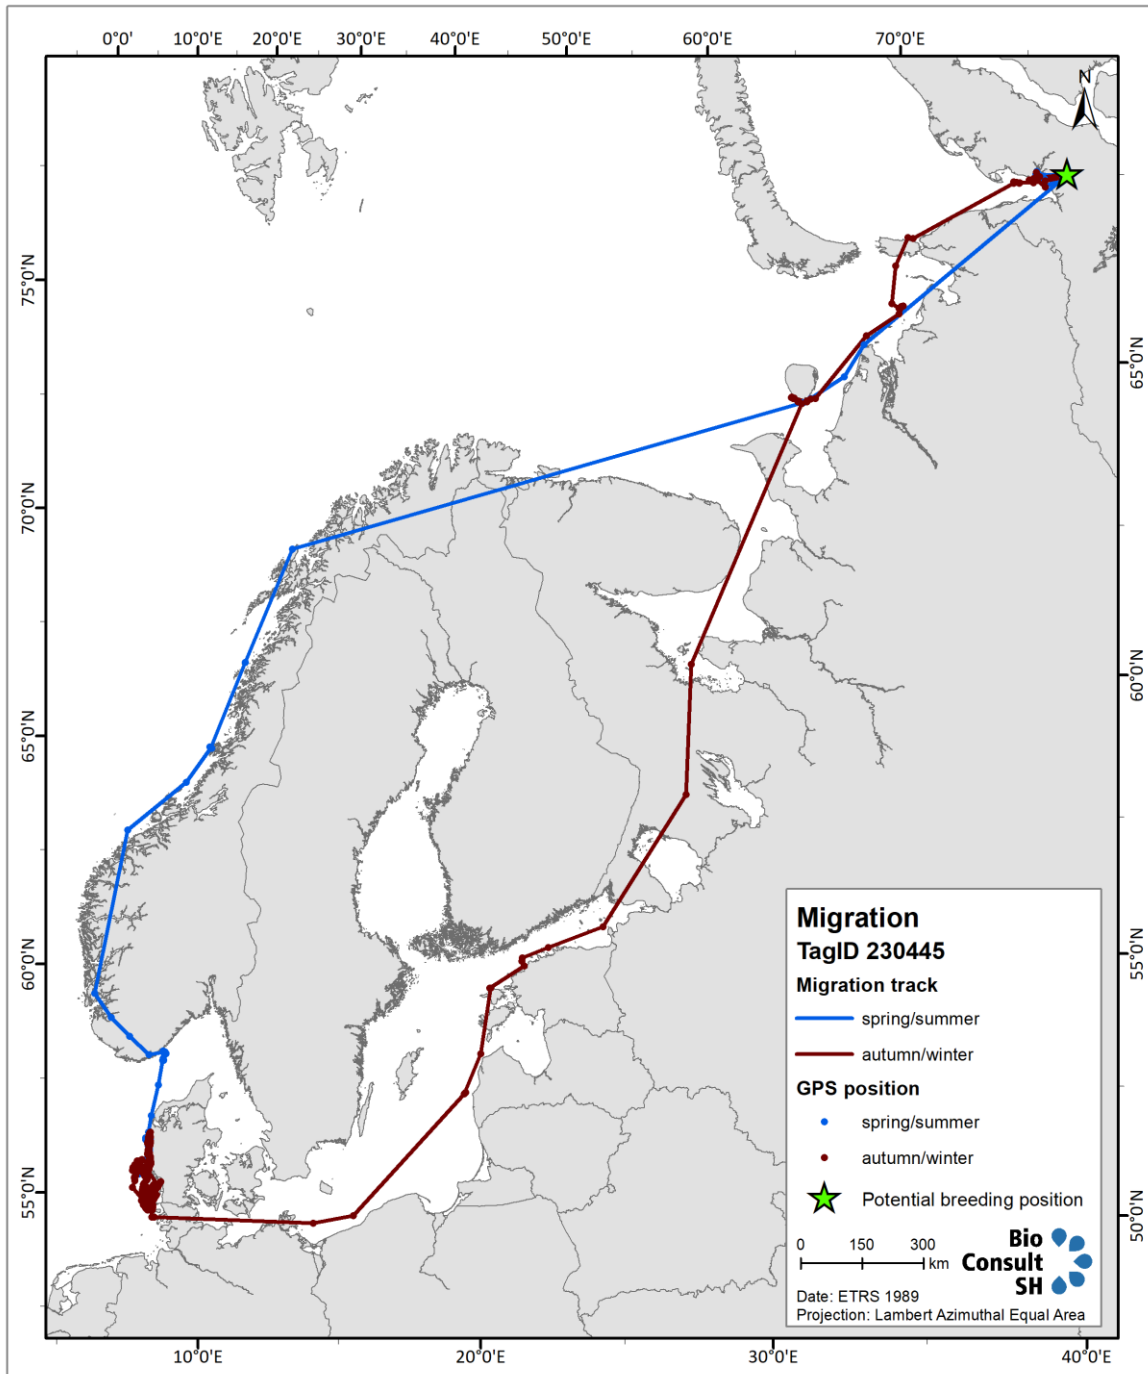 0°0' 10°0'E 20°0'E 30°0'E 40°0'E 50°0'E 60°0'E 70°0'E
N
75°0'N
65°0'N
70°0'N
60°0'N
65°0'N
60°0'N
55°0'N
55°0'N
50°0'N
Migration
TagID 230445
Migration track
spring/summer
autumn/winter
GPS position
spring/summer
autumn/winter
Potential breeding position
0 150 300
km
Bio
Consult
SH
Date: ETRS 1989
Projection: Lambert Azimuthal Equal Area
10°0'E 20°0'E 30°0'E 40°0'E